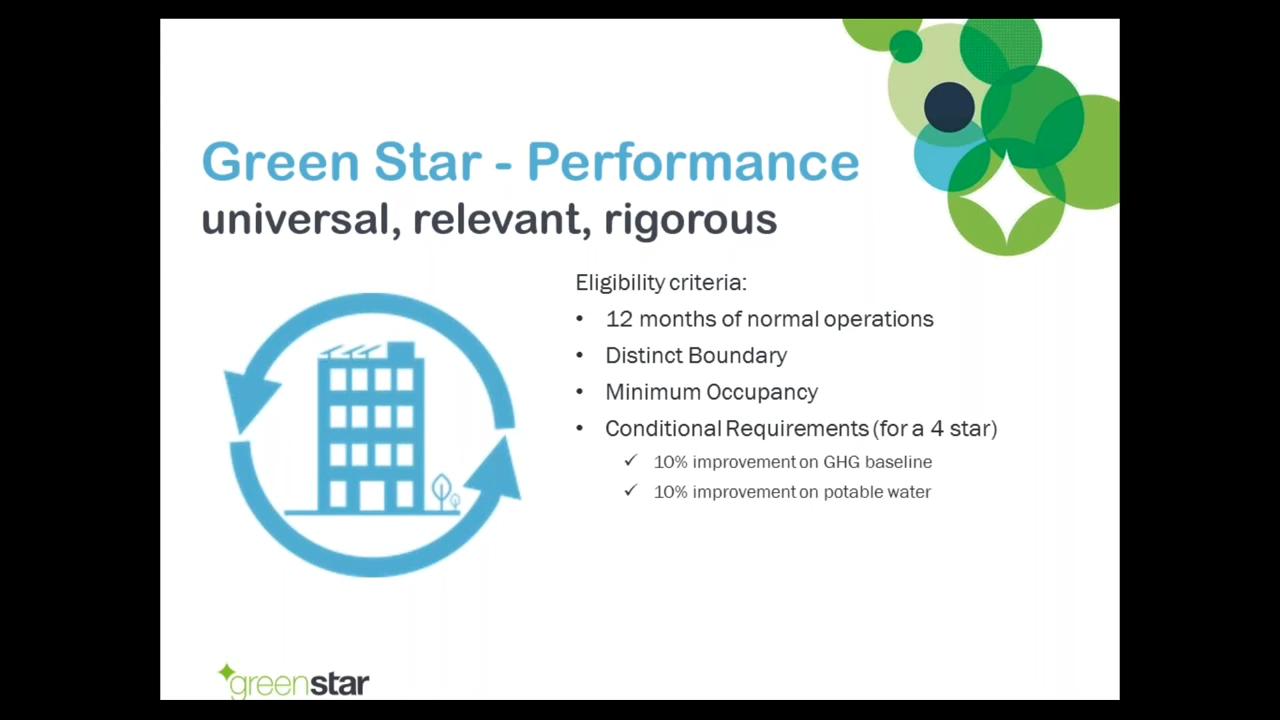 Green Star - Performance
universal, relevant, rigorous
Eligibility criteria:
• 12 months of normal operations
• Distinct Boundary
• Minimum Occupancy
• Conditional Requirements (for a 4 star)
✓ 10% improvement on GHG baseline
✓ 10% improvement on potable water
greenstar